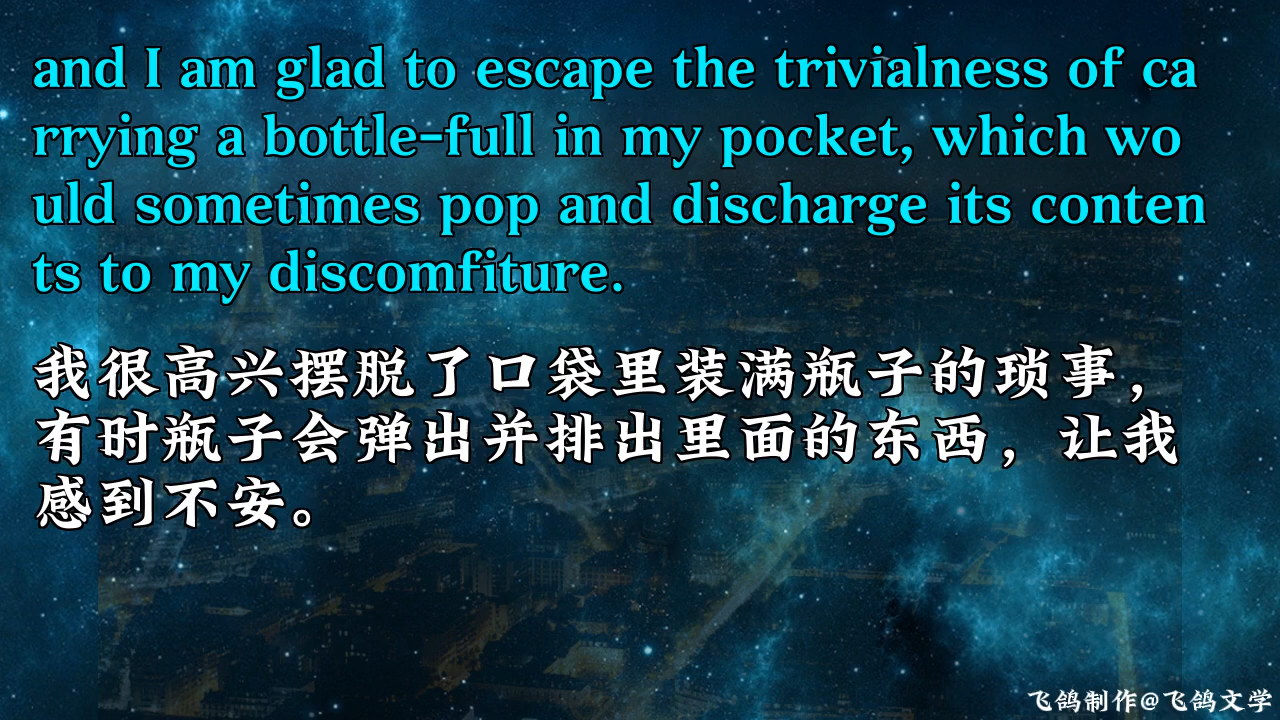 and I am glad to escape the trivialness of ca
rrying a bottle-full in my pocket, which wo
uld sometimes pop and discharge its conten
ts to my discomfiture.
我很高兴摆脱了口袋里装满瓶子的琐事，
有时瓶子会弹出并排出里面的东西，让我
感到不安。
飞鸽制作@飞鸽文学